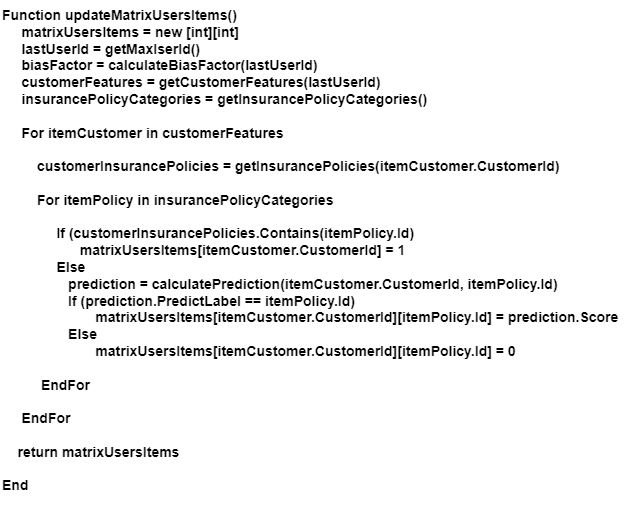 Function updateMatrixUsersItems()
matrixUsersItems = new [int][int]
lastUserId = getMaxIserId()
biasFactor = calculateBiasFactor(lastUserId)
customerFeatures = getCustomerFeatures(lastUserId)
insurancePolicyCategories = getInsurancePolicyCategories()
For itemCustomer in customerFeatures
customerInsurancePolicies = getInsurancePolicies(itemCustomer.CustomerId)
For itemPolicy in insurancePolicyCategories
If (customerInsurancePolicies.Contains(itemPolicy.Id)
matrixUsersItems[itemCustomer.CustomerId] = 1
Else
prediction = calculatePrediction(itemCustomer.CustomerId, itemPolicy.Id)
If (prediction.PredictLabel == itemPolicy.Id)
matrixUsersItems[itemCustomer.CustomerId][itemPolicy.Id] = prediction.Score
Else
matrixUsersItems[itemCustomer.CustomerId][itemPolicy.Id] = 0
EndFor
EndFor
return matrixUsersItems
End